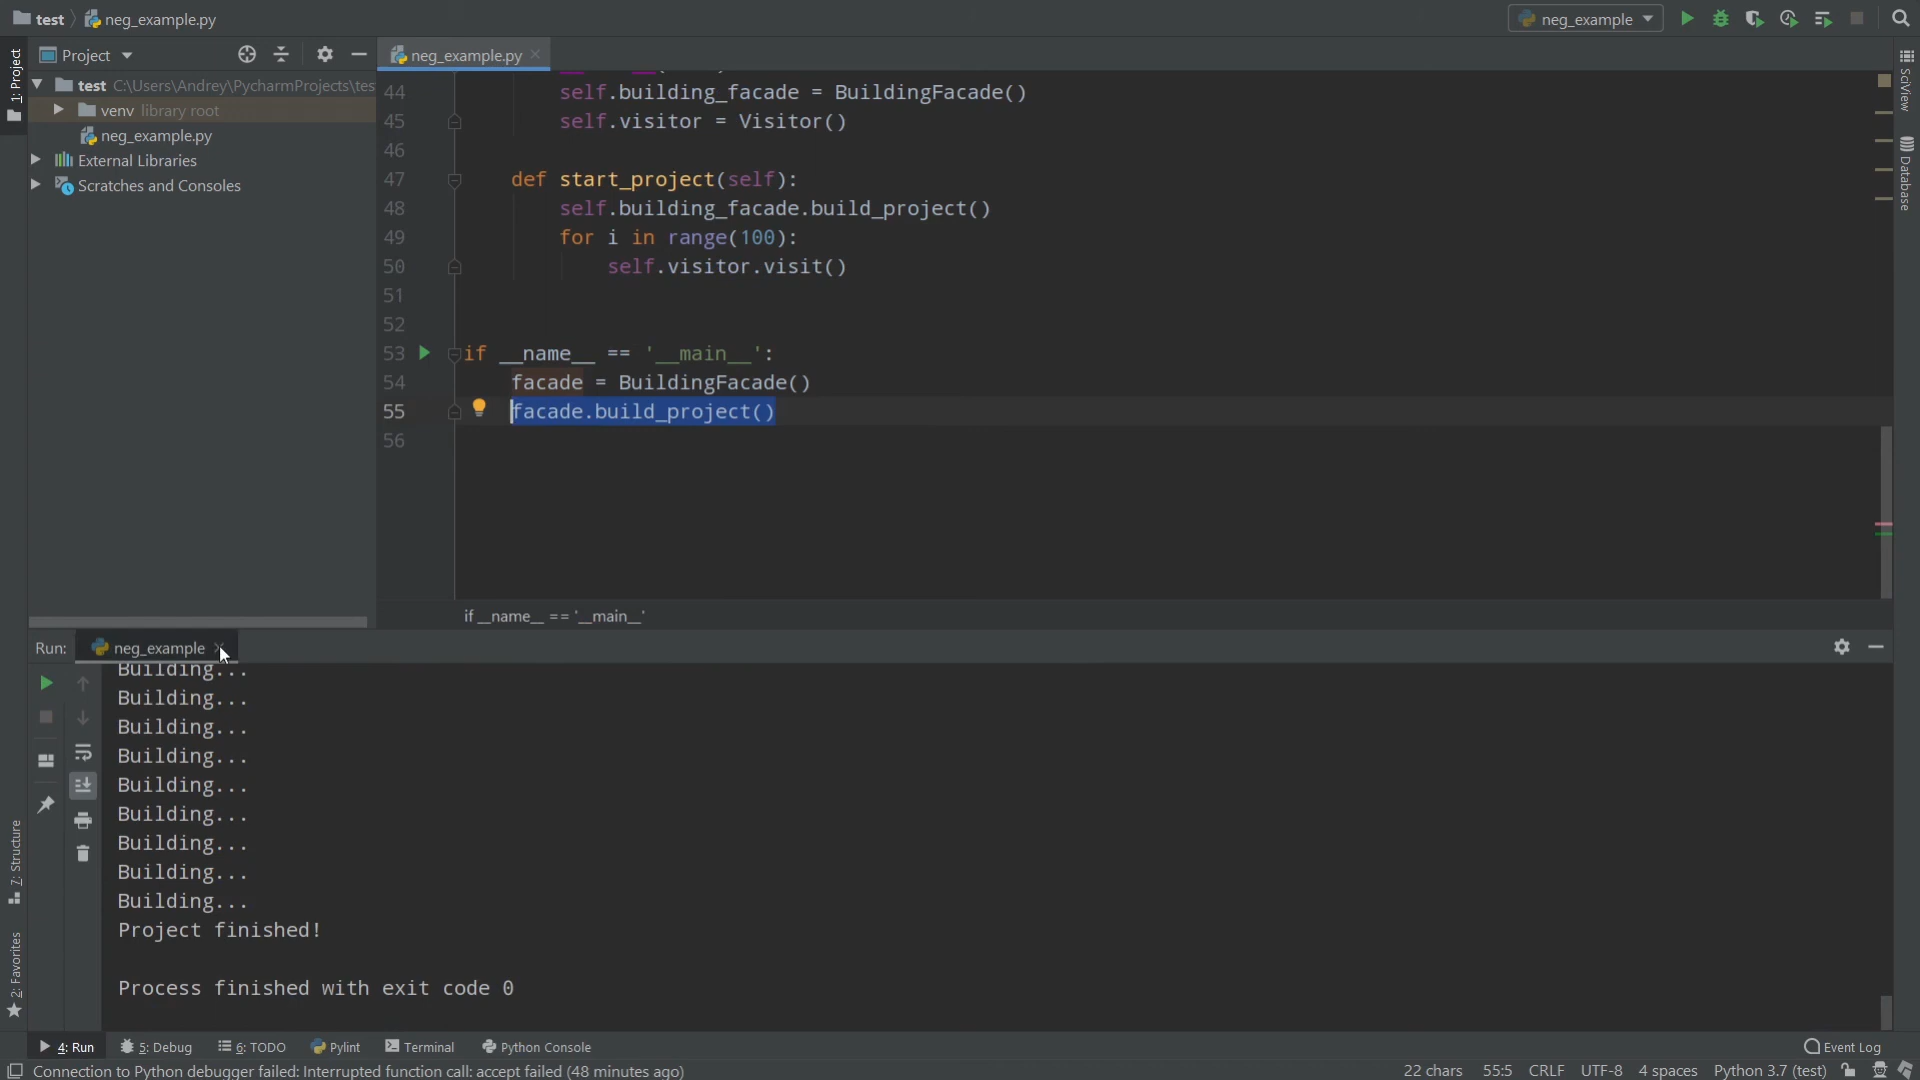 test neg_example.py neg_example
Project neg_example.py
1: Project
test C:\Users\Andrey\PycharmProjects\tes
venv library root
neg_example.py
External Libraries
Scratches and Consoles
44 self.building_facade = BuildingFacade()
45 self.visitor = Visitor()
46
47 def start_project(self):
48 self.building_facade.build_project()
49 for i in range(100):
50 self.visitor.visit()
51
52
53 if __name__ == '__main__':
54 facade = BuildingFacade()
55 facade.build_project()
56
if __name__ == '__main__'
SciView
Database
Run: neg_example
Building...
Building...
Building...
Building...
Building...
Building...
Building...
Building...
Building...
Project finished!
Process finished with exit code 0
7: Structure
2: Favorites
4: Run 5: Debug 6: TODO Pylint Terminal Python Console Event Log
Connection to Python debugger failed: Interrupted function call: accept failed (48 minutes ago) 22 chars 55:5 CRLF UTF-8 4 spaces Python 3.7 (test)